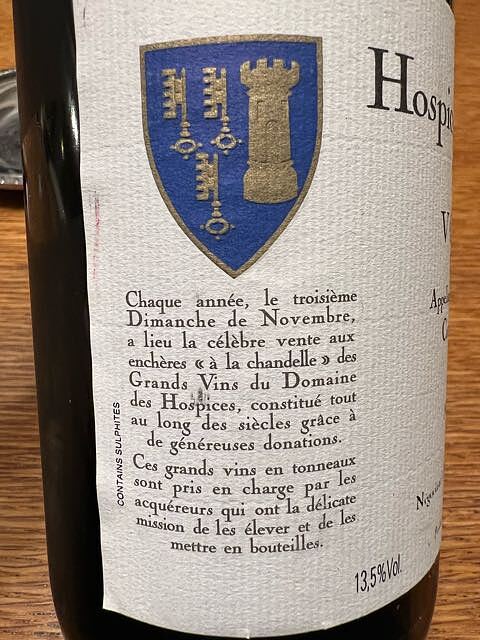 Chaque année, le troisième
Dimanche de Novembre,
a lieu la célèbre vente aux
enchères « à la chandelle » des
Grands Vins du Domaine
des Hospices, constitué tout
au long des siècles grâce à
de généreuses donations.
Ces grands vins en tonneaux
sont pris en charge par les
acquéreurs qui ont la délicate
mission de les élever et de les
mettre en bouteilles.
CONTAINS SULPHITES
13,5%Vol.